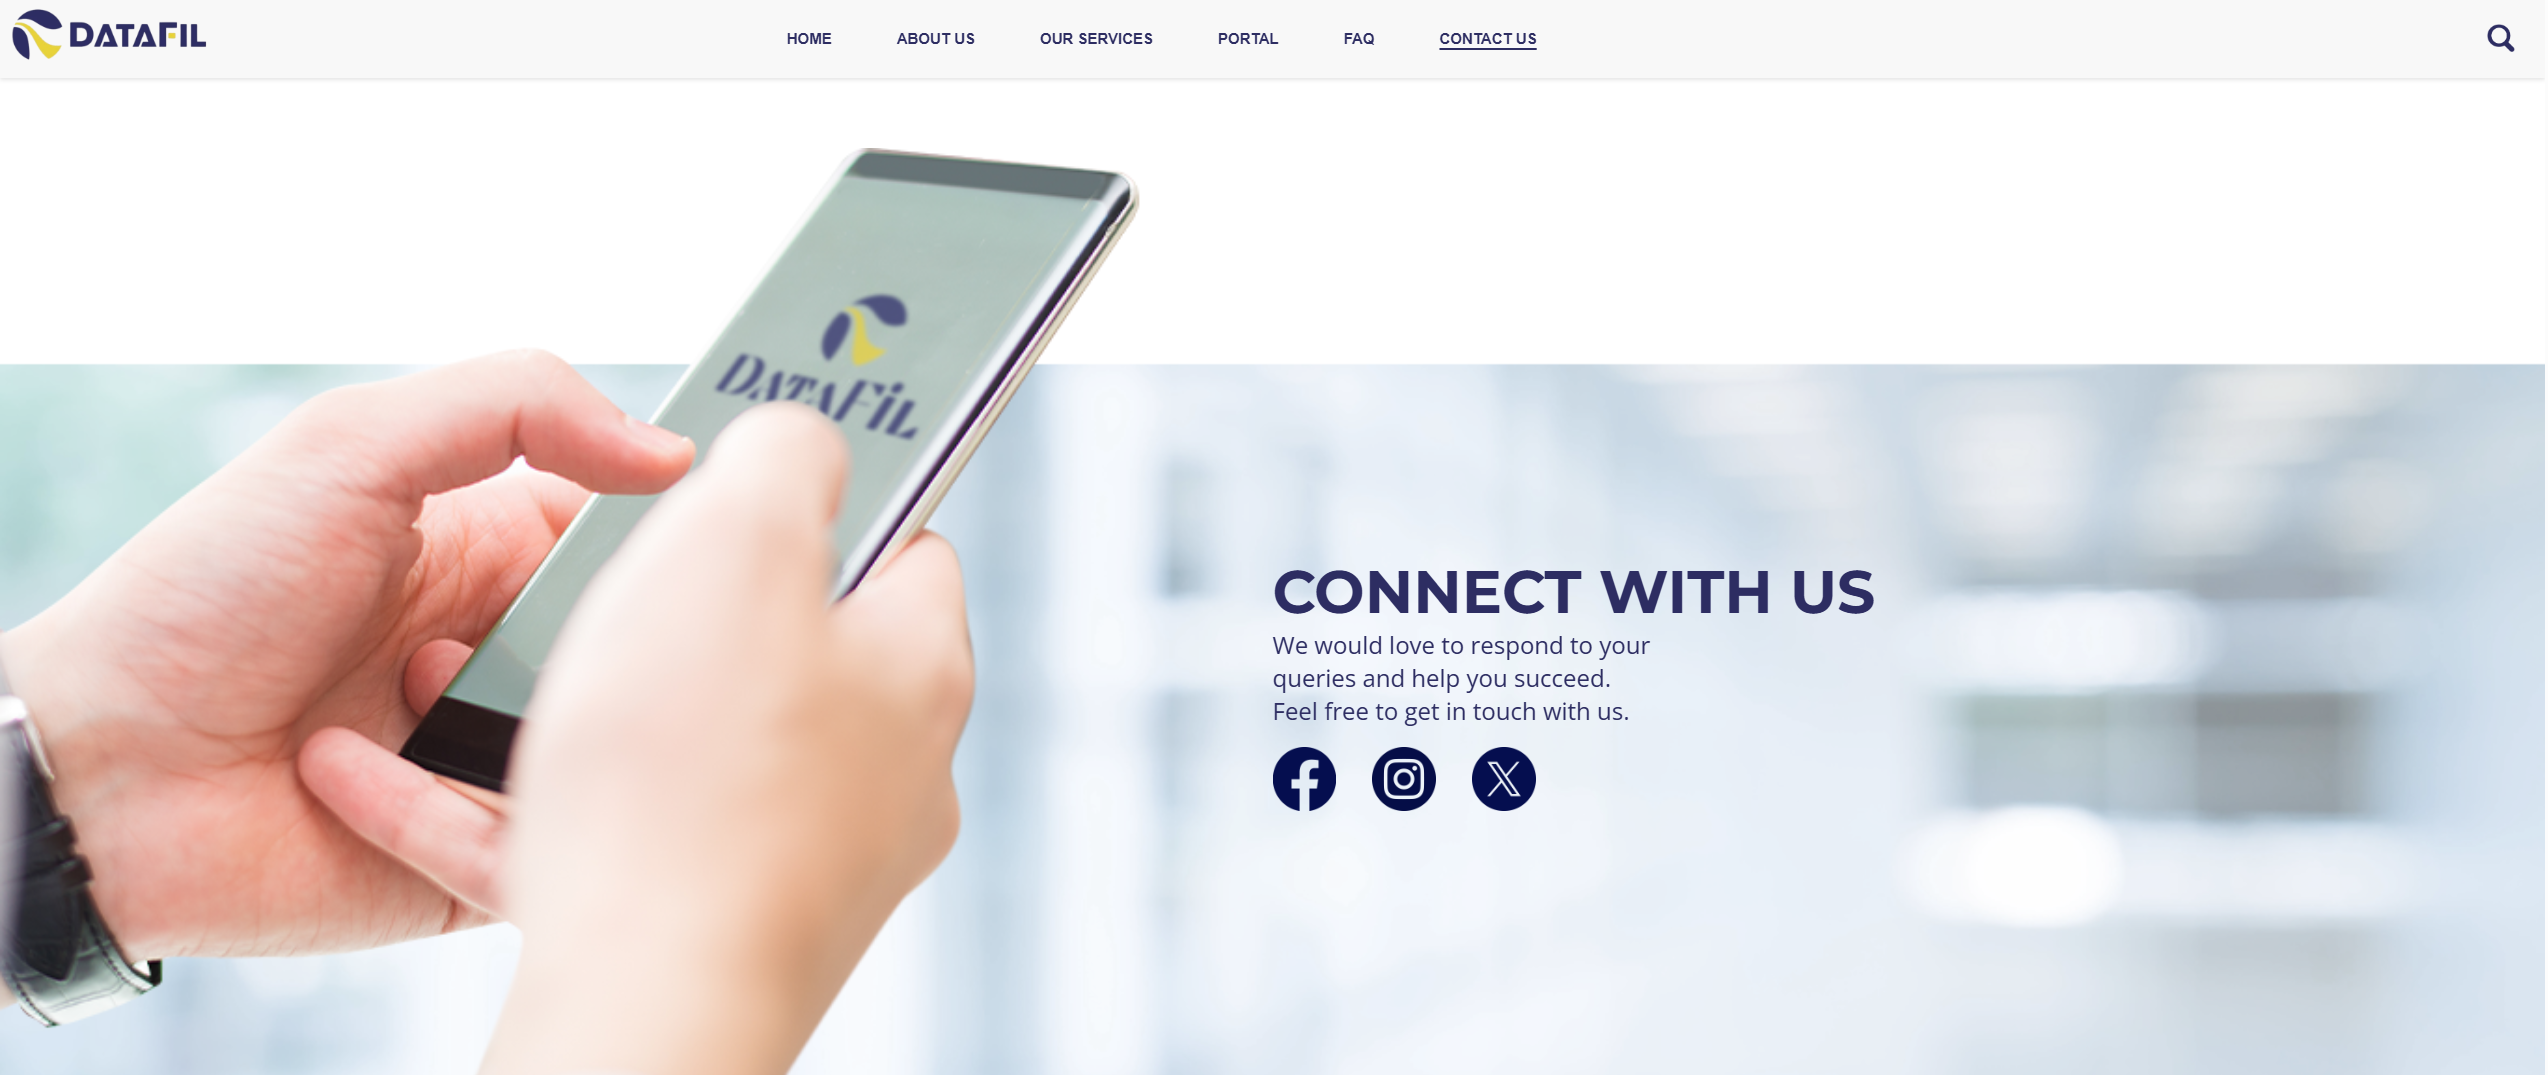 DATAFIL
HOME
ABOUT US
OUR SERVICES
PORTAL
FAQ
CONTACT US
DATAFIL
CONNECT WITH US
We would love to respond to your
queries and help you succeed.
Feel free to get in touch with us.